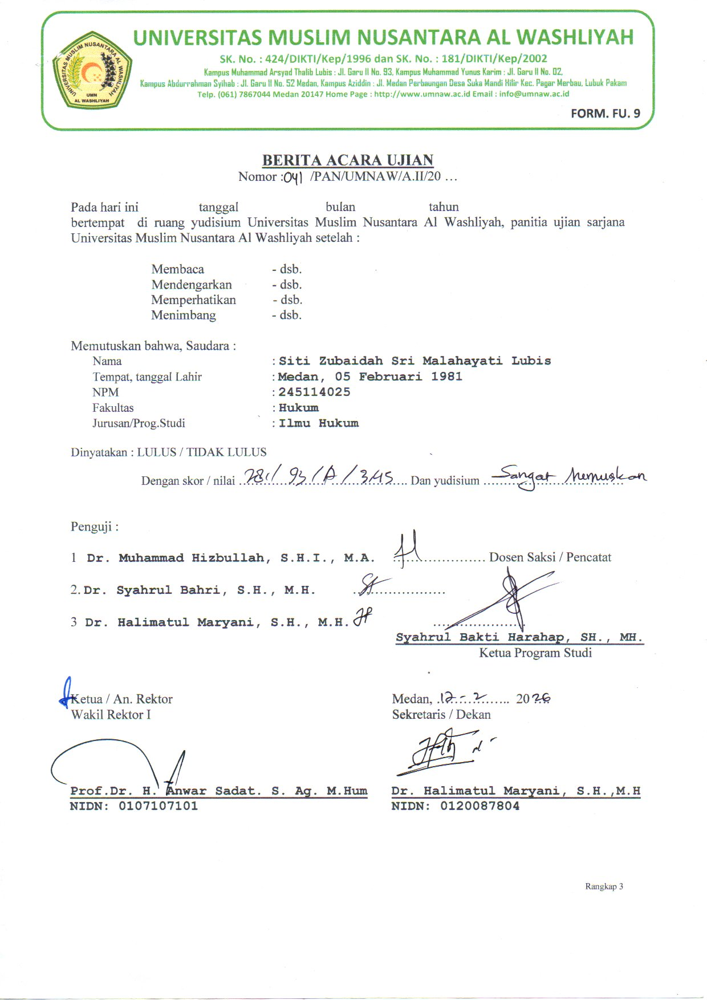 UNIVERSITAS MUSLIM NUSANTARA AL WASHLIYAH
SK. No. : 424/DIKTI/Kep/1996 dan SK. No. : 181/DIKTI/Kep/2002
Kampus Muhammad Arsyad Thalib Lubis : Jl. Garu II No. 93, Kampus Muhammad Yunus Karim : Jl. Garu II No. 02,
Kampus Abdurrahman Syihab : Jl. Garu II No. 52 Medan, Kampus Aziddin : Jl. Medan Perbaungan Desa Suka Mandi Hilir Kec. Pagar Merbau, Lubuk Pakam
Telp. (061) 7867044 Medan 20147 Home Page : http://www.umnaw.ac.id Email : info@umnaw.ac.id
UNIVERSITAS MUSLIM NUSANTARA AL WASHLIYAH
UMN
AL WASHLIYAH
FORM. FU. 9
BERITA ACARA UJIAN
Nomor :041 /PAN/UMNAW/A.II/20 ...
Pada hari ini tanggal bulan tahun
bertempat di ruang yudisium Universitas Muslim Nusantara Al Washliyah, panitia ujian sarjana
Universitas Muslim Nusantara Al Washliyah setelah :
Membaca - dsb.
Mendengarkan - dsb.
Memperhatikan - dsb.
Menimbang - dsb.
Memutuskan bahwa, Saudara :
Nama : Siti Zubaidah Sri Malahayati Lubis
Tempat, tanggal Lahir : Medan, 05 Februari 1981
NPM : 245114025
Fakultas : Hukum
Jurusan/Prog.Studi : Ilmu Hukum
Dinyatakan : LULUS / TIDAK LULUS
Dengan skor / nilai / 93 / A / Dan yudisium Sangat Memuskan
Penguji :
1 Dr. Muhammad Hizbullah, S.H.I., M.A. ..................... Dosen Saksi / Pencatat
2. Dr. Syahrul Bahri, S.H., M.H. .....................
3 Dr. Halimatul Maryani, S.H., M.H. .....................
Syahrul Bakti Harahap, SH., MH.
Ketua Program Studi
Ketua / An. Rektor
Wakil Rektor I
Medan, 12 - 2 2026
Sekretaris / Dekan
Prof.Dr. H. Anwar Sadat. S. Ag. M.Hum
NIDN: 0107107101
Dr. Halimatul Maryani, S.H.,M.H
NIDN: 0120087804
Rangkap 3